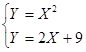 Y = X²
Y = 2X + 9